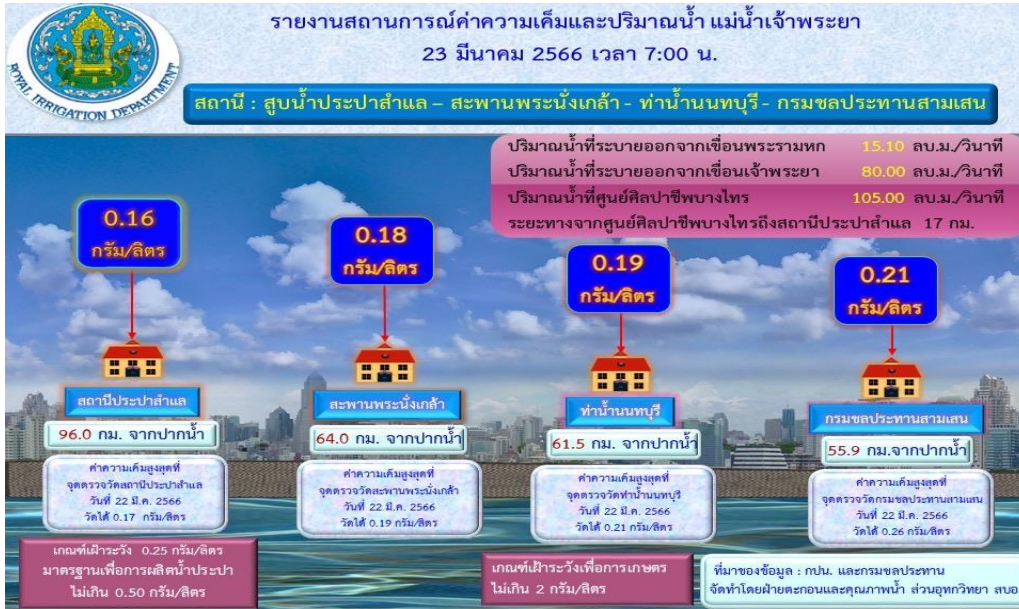 รายงานสถานการณ์ค่าความเค็มและปริมาณน้ำ แม่น้ำเจ้าพระยา
23 มีนาคม 2566 เวลา 7:00 น.
ROYAL IRRIGATION DEPARTMENT
สถานี : สูบน้ำประปาสำแล – สะพานพระนั่งเกล้า - ท่าน้ำนนทบุรี - กรมชลประทานสามเสน
ปริมาณน้ำที่ระบายออกจากเขื่อนพระรามหก 15.10 ลบ.ม./วินาที
ปริมาณน้ำที่ระบายออกจากเขื่อนเจ้าพระยา 80.00 ลบ.ม./วินาที
ปริมาณน้ำที่ศูนย์ศิลปาชีพบางไทร 105.00 ลบ.ม./วินาที
ระยะทางจากศูนย์ศิลปาชีพบางไทรถึงสถานีประปาสำแล 17 กม.
0.16
กรัม/ลิตร
สถานีประปาสำแล
96.0 กม. จากปากน้ำ
ค่าความเค็มสูงสุดที่
จุดตรวจวัดสถานีประปาสำแล
วันที่ 22 มี.ค. 2566
วัดได้ 0.17 กรัม/ลิตร
0.18
กรัม/ลิตร
สะพานพระนั่งเกล้า
64.0 กม. จากปากน้ำ
ค่าความเค็มสูงสุดที่
จุดตรวจวัดสะพานพระนั่งเกล้า
วันที่ 22 มี.ค. 2566
วัดได้ 0.19 กรัม/ลิตร
0.19
กรัม/ลิตร
ท่าน้ำนนทบุรี
61.5 กม. จากปากน้ำ
ค่าความเค็มสูงสุดที่
จุดตรวจวัดท่าน้ำนนทบุรี
วันที่ 22 มี.ค. 2566
วัดได้ 0.21 กรัม/ลิตร
0.21
กรัม/ลิตร
กรมชลประทานสามเสน
55.9 กม.จากปากน้ำ
ค่าความเค็มสูงสุดที่
จุดตรวจวัดกรมชลประทานสามเสน
วันที่ 22 มี.ค. 2566
วัดได้ 0.26 กรัม/ลิตร
เกณฑ์เฝ้าระวัง 0.25 กรัม/ลิตร
มาตรฐานเพื่อการผลิตน้ำประปา
ไม่เกิน 0.50 กรัม/ลิตร
เกณฑ์เฝ้าระวังเพื่อการเกษตร
ไม่เกิน 2 กรัม/ลิตร
ที่มาของข้อมูล : กปน. และกรมชลประทาน
จัดทำโดยฝ่ายตะกอนและคุณภาพน้ำ ส่วนอุทกวิทยา สบอ